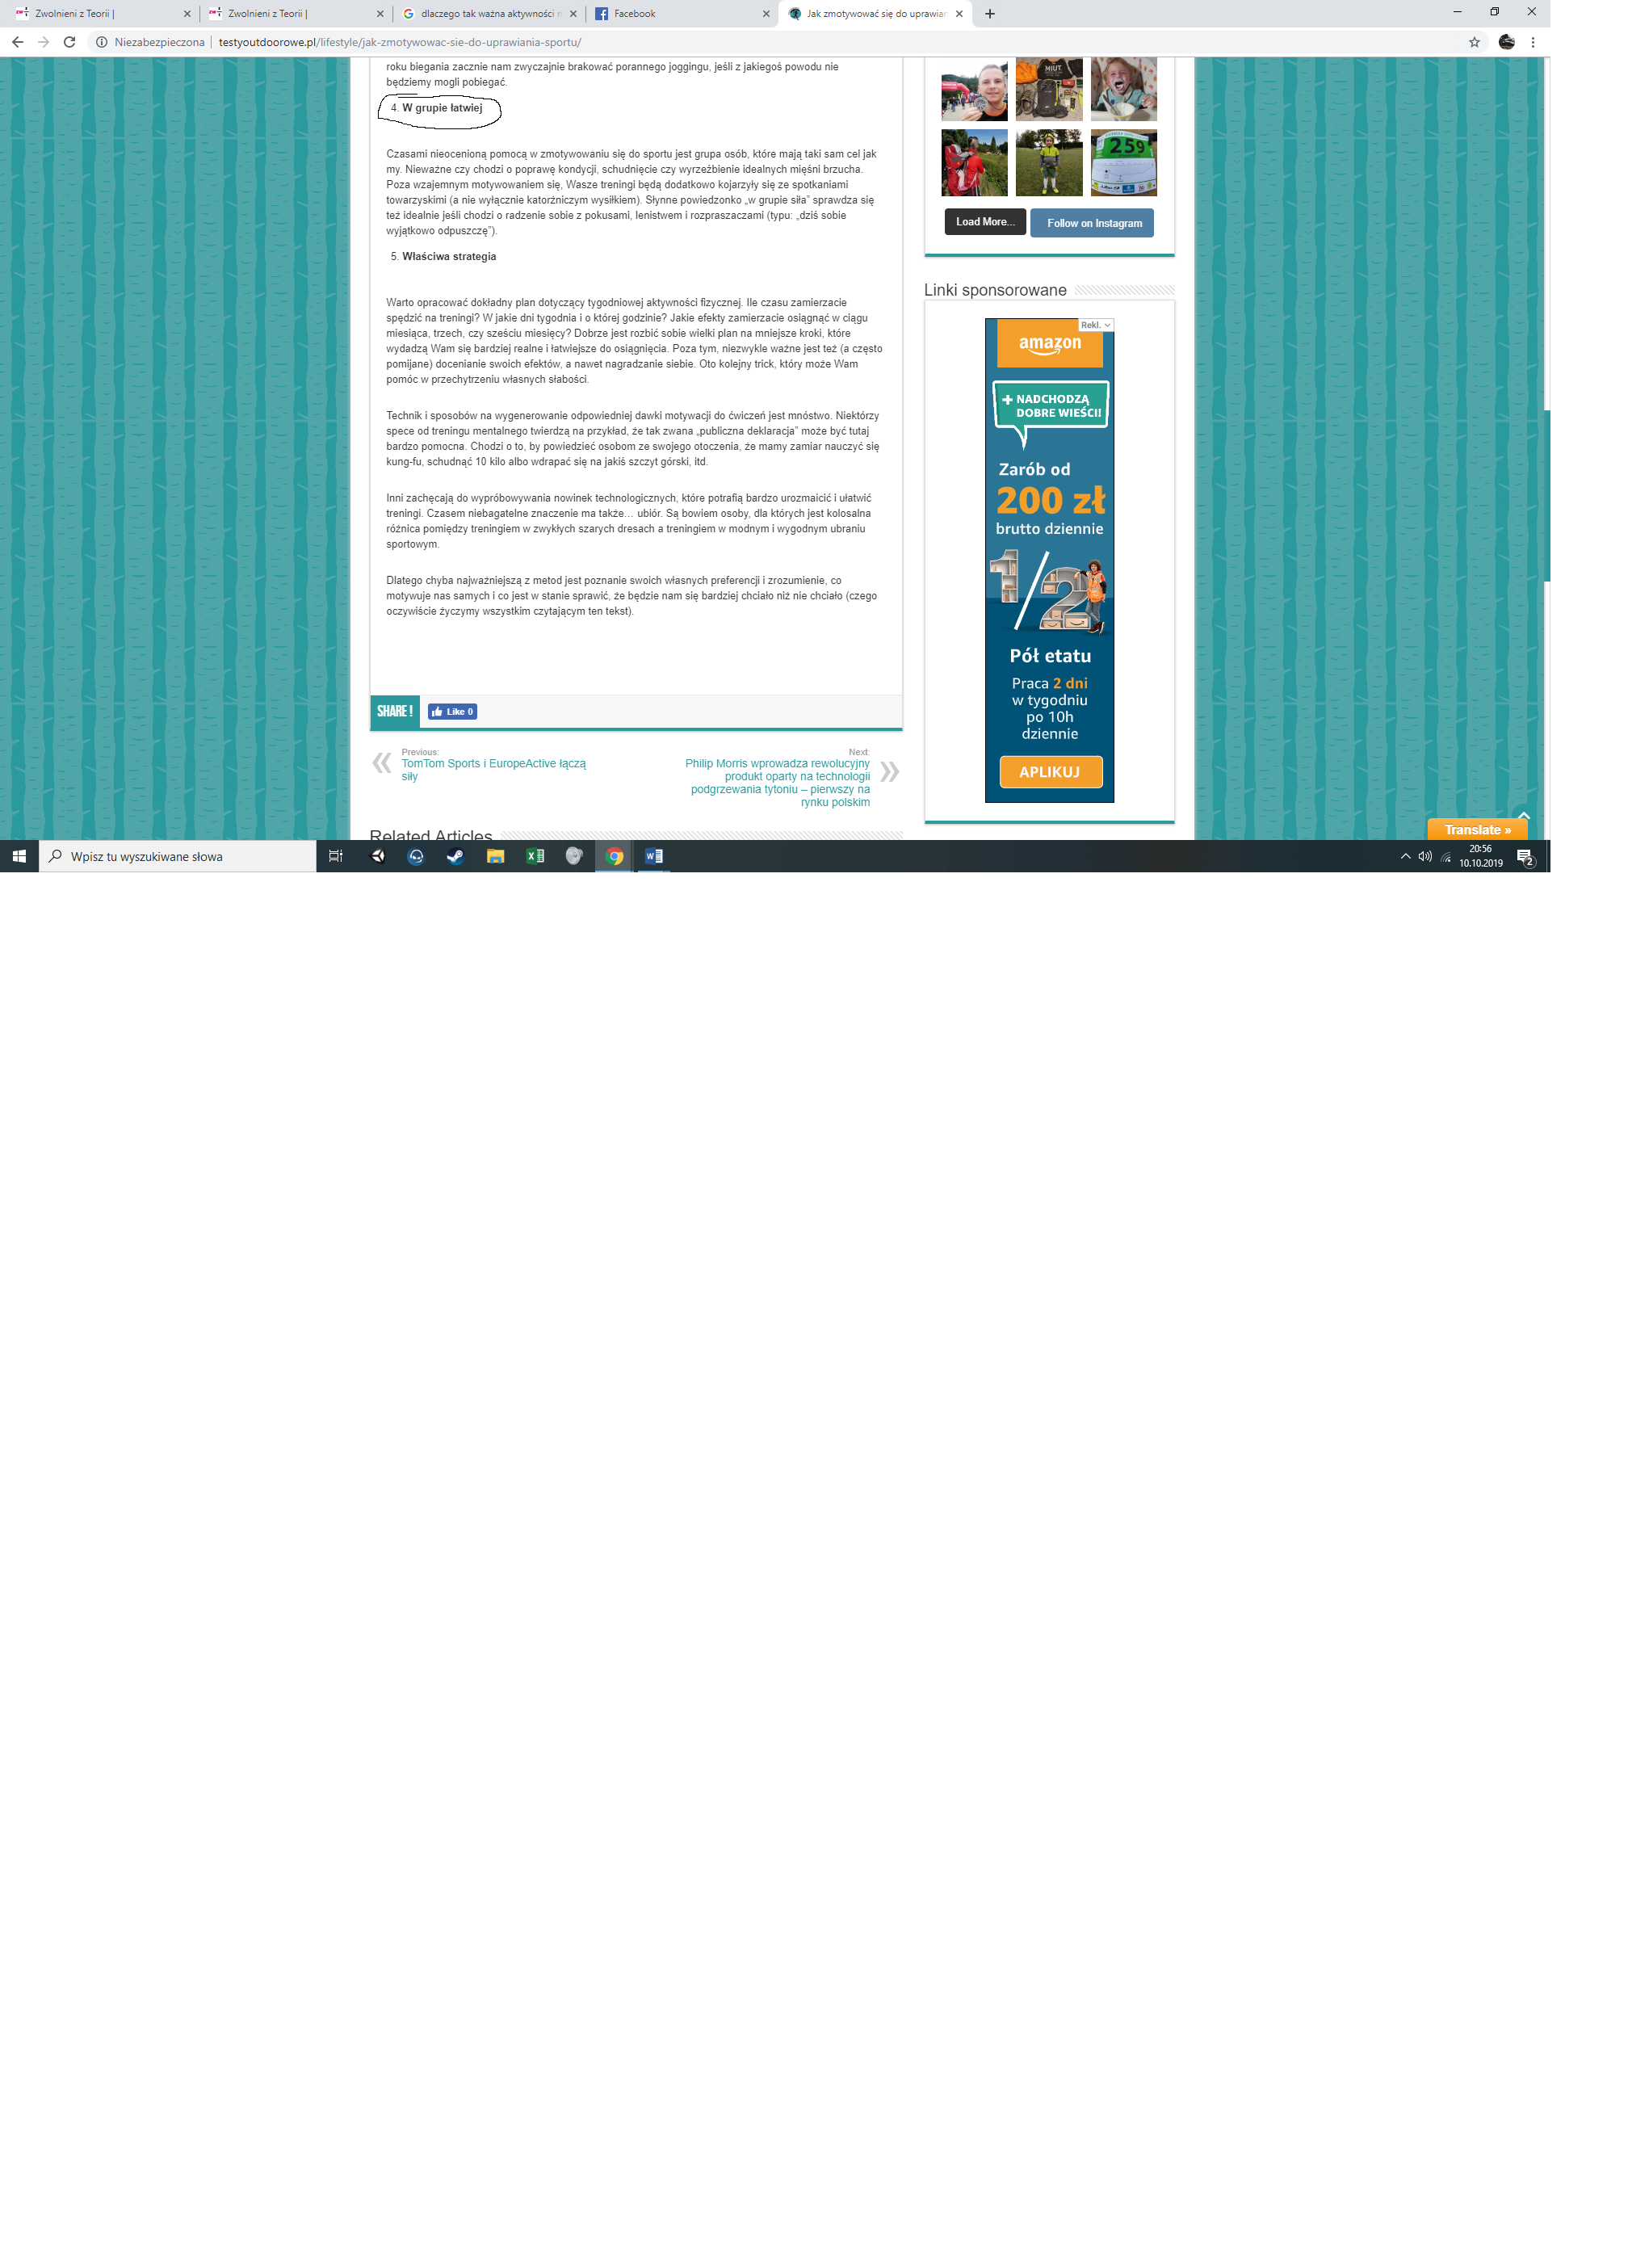 Zwolnieni z Teorii |
Zwolnieni z Teorii |
dlaczego tak ważna aktywności
Facebook
Jak zmotywować się do uprawian
Niezabezpieczona | testyoutdoorowe.pl/lifestyle/jak-zmotywowac-sie-do-uprawiania-sportu/
roku biegania zacznie nam zwyczajnie brakować porannego joggingu, jeśli z jakiegoś powodu nie
będziemy mogli pobiegać.
4. W grupie łatwiej
Czasami nieocenioną pomocą w zmotywowaniu się do sportu jest grupa osób, które mają taki sam cel jak
my. Nieważne czy chodzi o poprawę kondycji, schudnięcie czy wyrzeźbienie idealnych mięśni brzucha.
Poza wzajemnym motywowaniem się, Wasze treningi będą dodatkowo kojarzyły się ze spotkaniami
towarzyskimi (a nie wyłącznie katorżniczym wysiłkiem). Słynne powiedzonko „w grupie siła” sprawdza się
też idealnie jeśli chodzi o radzenie sobie z pokusami, lenistwem i rozpraszaczami (typu: „dziś sobie
wyjątkowo odpuszczę”).
5. Właściwa strategia
Warto opracować dokładny plan dotyczący tygodniowej aktywności fizycznej. Ile czasu zamierzacie
spędzić na treningi? W jakie dni tygodnia i o której godzinie? Jakie efekty zamierzacie osiągnąć w ciągu
miesiąca, trzech, czy sześciu miesięcy? Dobrze jest rozbić sobie wielki plan na mniejsze kroki, które
wydadzą Wam się bardziej realne i łatwiejsze do osiągnięcia. Poza tym, niezwykle ważne jest też (a często
pomijane) docenianie swoich efektów, a nawet nagradzanie siebie. Oto kolejny trick, który może Wam
pomóc w przechytrzeniu własnych słabości.
Technik i sposobów na wygenerowanie odpowiedniej dawki motywacji do ćwiczeń jest mnóstwo. Niektórzy
spece od treningu mentalnego twierdzą na przykład, że tak zwana „publiczna deklaracja” może być tutaj
bardzo pomocna. Chodzi o to, by powiedzieć osobom ze swojego otoczenia, że mamy zamiar nauczyć się
kung-fu, schudnąć 10 kilo albo wdrapać się na jakiś szczyt górski, itd.
Inni zachęcają do wypróbowywania nowinek technologicznych, które potrafią bardzo urozmaicić i ułatwić
treningi. Czasem niebagatelne znaczenie ma także… ubiór. Są bowiem osoby, dla których jest kolosalna
różnica pomiędzy treningiem w zwykłych szarych dresach a treningiem w modnym i wygodnym ubraniu
sportowym.
Dlatego chyba najważniejszą z metod jest poznanie swoich własnych preferencji i zrozumienie, co
motywuje nas samych i co jest w stanie sprawić, że będzie nam się bardziej chciało niż nie chciało (czego
oczywiście życzymy wszystkim czytającym ten tekst).
SHARE !
Like 0
Previous:
TomTom Sports i EuropeActive łączą
siły
Next:
Philip Morris wprowadza rewolucyjny
produkt oparty na technologii
podgrzewania tytoniu – pierwszy na
rynku polskim
Related Articles
MIUT
259
Load More...
Follow on Instagram
Linki sponsorowane
Rekl.
amazon
+ NADCHODZĄ
DOBRE WIEŚCI!
Zarób od
200 zł
brutto dziennie
1/2
Pół etatu
Praca 2 dni
w tygodniu
po 10h
dziennie
APLIKUJ
Translate »
Wpisz tu wyszukiwane słowa
20:56
10.10.2019
2